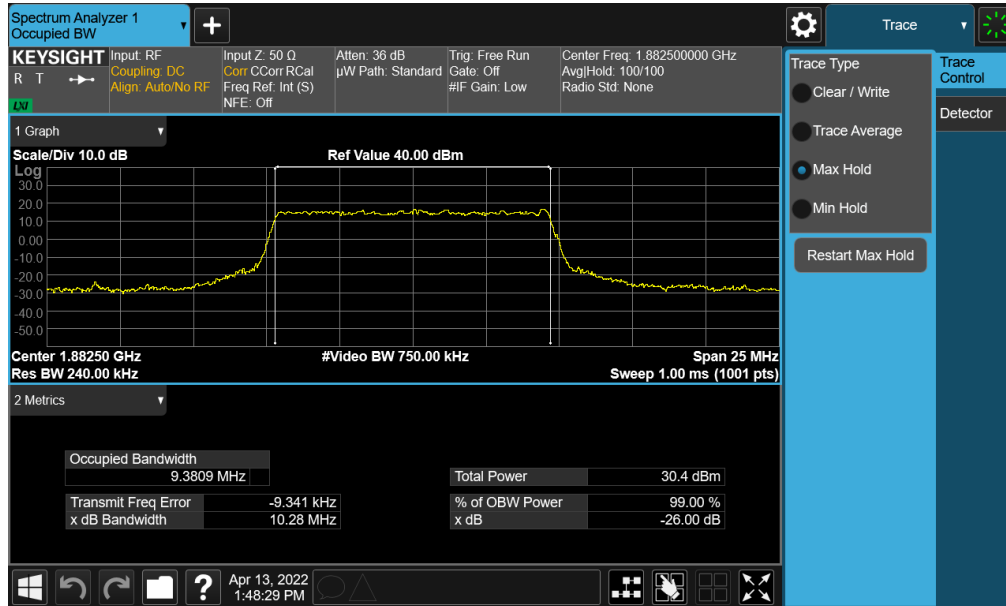 Spectrum Analyzer 1
Occupied BW
Trace
KEYSIGHT
R T
LXI
Input: RF
Coupling: DC
Align: Auto/No RF
Input Z: 50 Ω
Corr CCorr RCal
Freq Ref: Int (S)
NFE: Off
Atten: 36 dB
µW Path: Standard
Trig: Free Run
Gate: Off
#IF Gain: Low
Center Freq: 1.882500000 GHz
Avg|Hold: 100/100
Radio Std: None
Trace Type
Clear / Write
Trace Average
Max Hold
Min Hold
Restart Max Hold
Trace
Control
Detector
1 Graph
Scale/Div 10.0 dB
Ref Value 40.00 dBm
Log
30.0
20.0
10.0
0.00
-10.0
-20.0
-30.0
-40.0
-50.0
Center 1.88250 GHz
#Video BW 750.00 kHz
Span 25 MHz
Res BW 240.00 kHz
Sweep 1.00 ms (1001 pts)
2 Metrics
Occupied Bandwidth
9.3809 MHz
Total Power 30.4 dBm
Transmit Freq Error -9.341 kHz
% of OBW Power 99.00 %
x dB Bandwidth 10.28 MHz
x dB -26.00 dB
?
Apr 13, 2022
1:48:29 PM